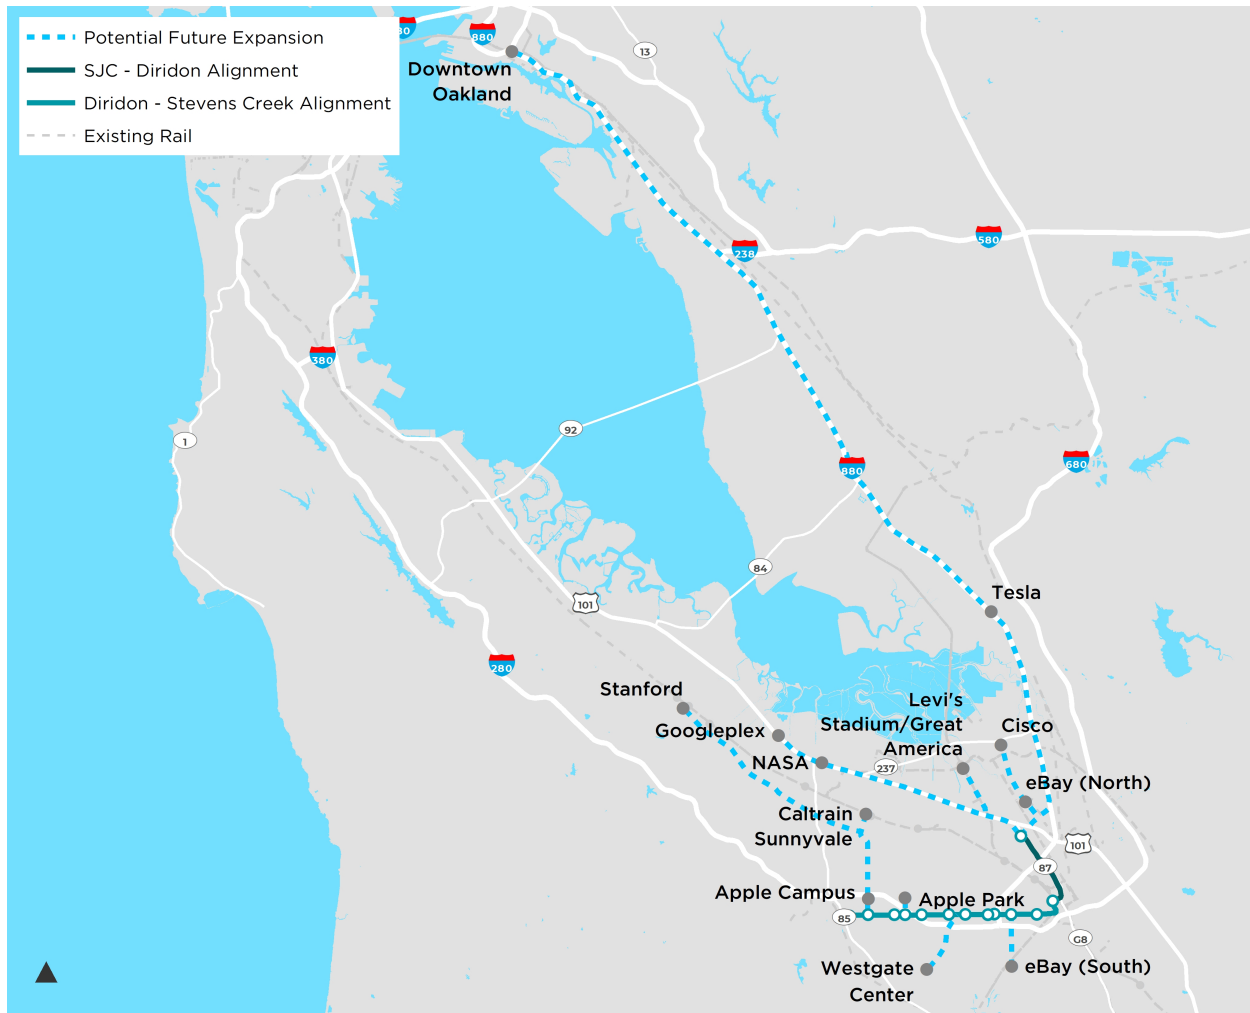 Potential Future Expansion
SJC - Diridon Alignment
Diridon - Stevens Creek Alignment
Existing Rail
80
880
13
Downtown
Oakland
238
580
380
1
92
880
680
84
101
Tesla
280
Stanford
Levi's
Stadium/Great
America
Googleplex
Cisco
NASA
237
eBay (North)
Caltrain
Sunnyvale
101
87
Apple Campus
Apple Park
85
G8
Westgate
Center
eBay (South)